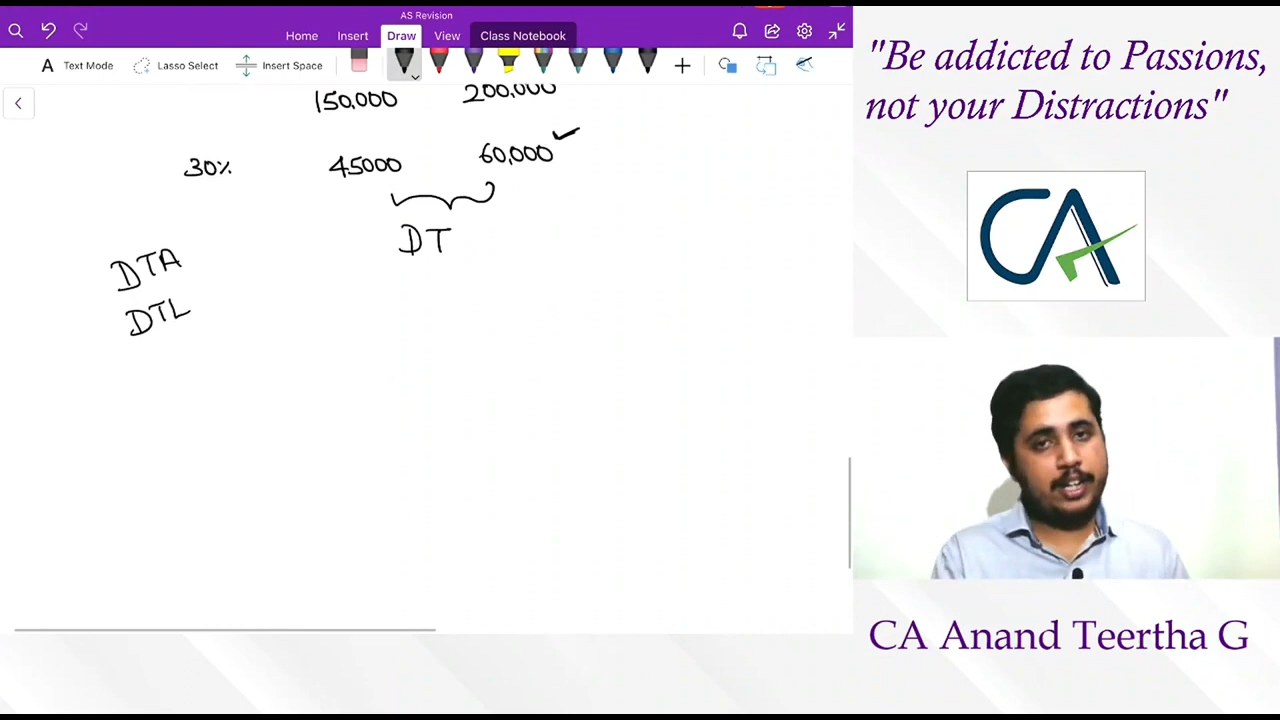 AS Revision
Home Insert Draw View Class Notebook
A Text Mode Lasso Select Insert Space
150,000 200,000
30% 45000 60,000
DT
DTA
DTL
"Be addicted to Passions,
not your Distractions"
CA
CA Anand Teertha G